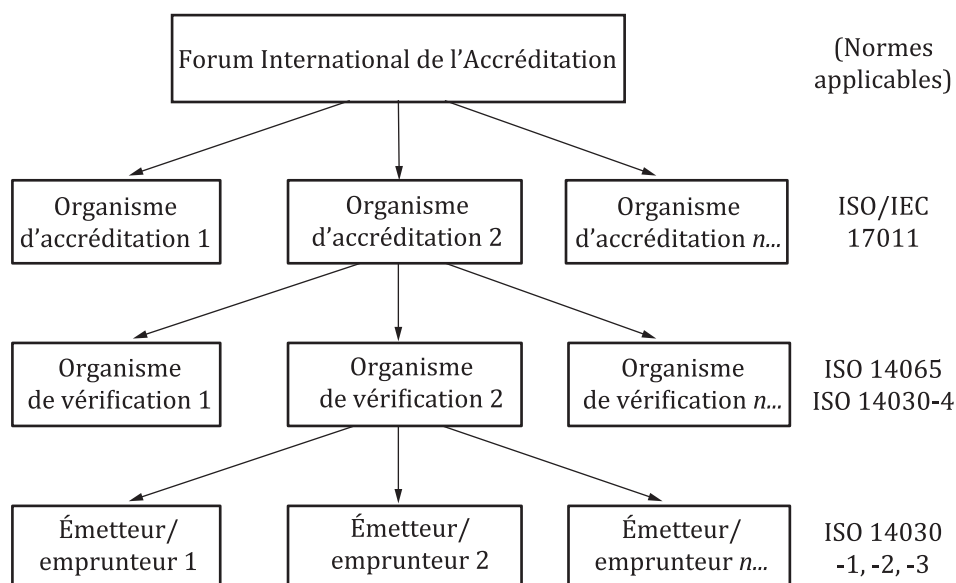 Forum International de l’Accréditation
(Normes
applicables)
Organisme
d’accréditation 1
Organisme
d’accréditation 2
Organisme
d’accréditation n...
ISO/IEC
17011
Organisme
de vérification 1
Organisme
de vérification 2
Organisme
de vérification n...
ISO 14065
ISO 14030-4
Émetteur/
emprunteur 1
Émetteur/
emprunteur 2
Émetteur/
emprunteur n...
ISO 14030
-1, -2, -3